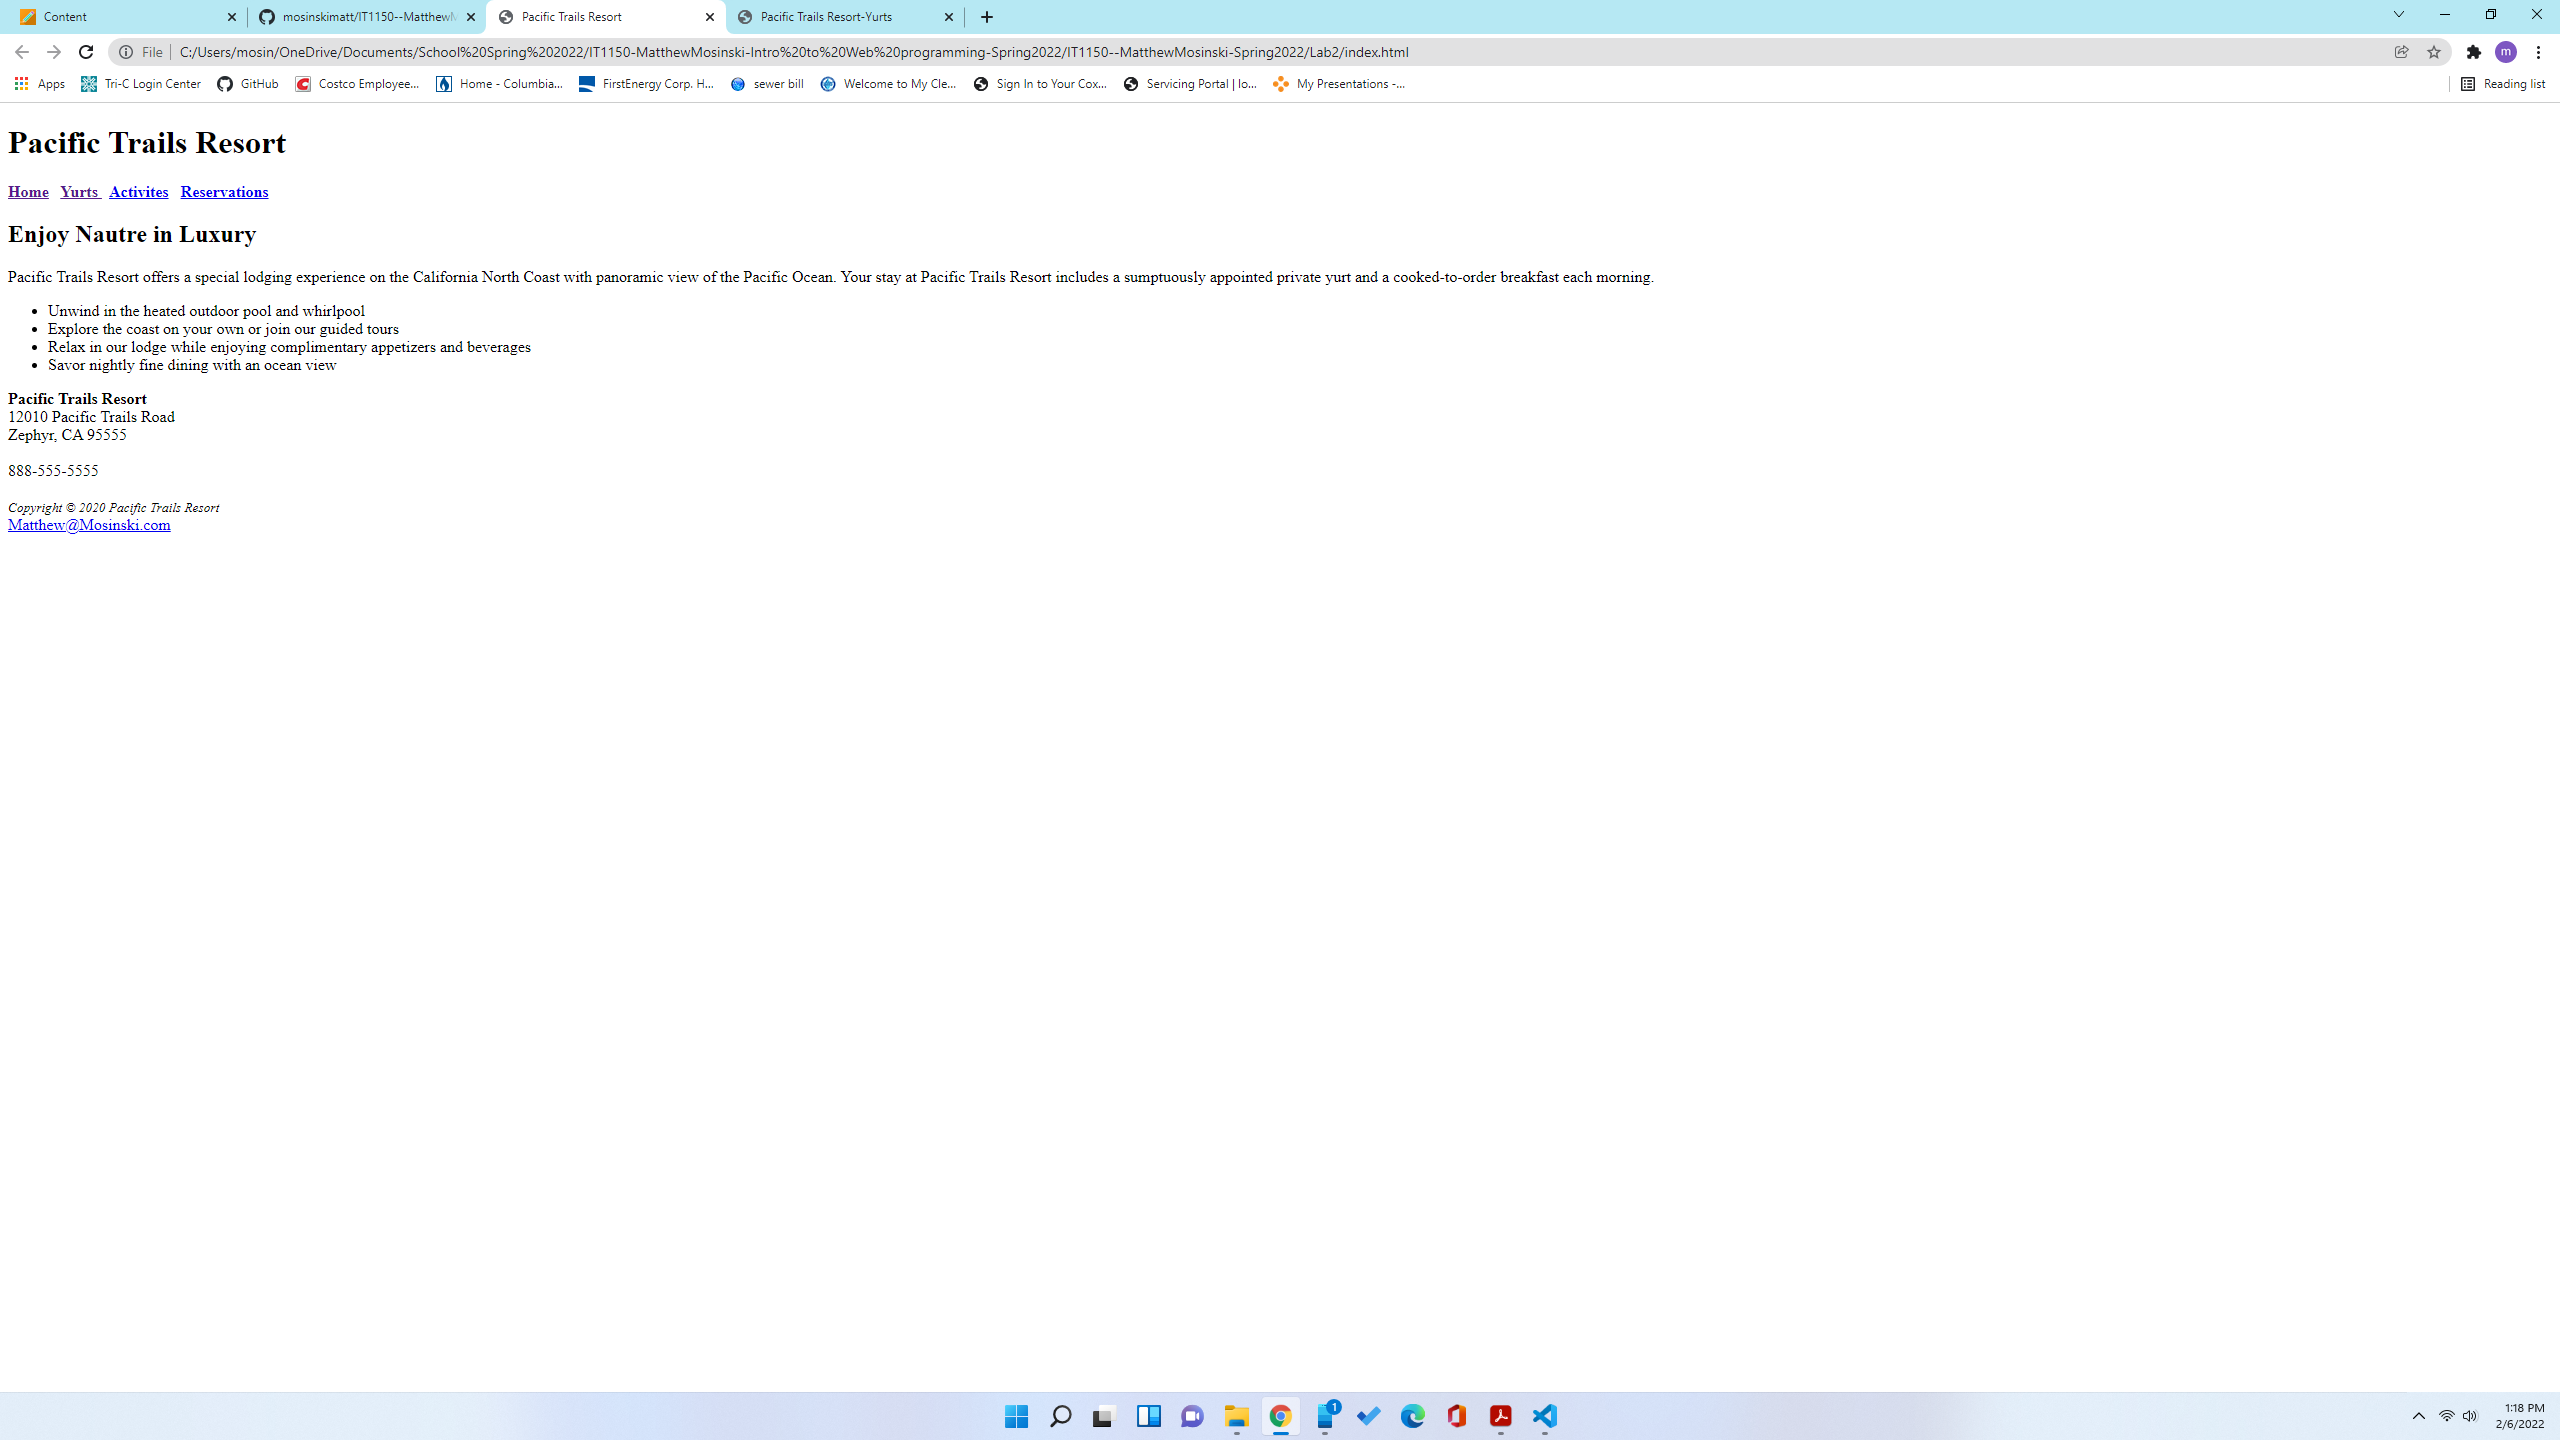 Content
mosinskimatt/IT1150--MatthewM
Pacific Trails Resort
Pacific Trails Resort-Yurts
File
C:/Users/mosin/OneDrive/Documents/School%20Spring%202022/IT1150-MatthewMosinski-Intro%20to%20Web%20programming-Spring2022/IT1150--MatthewMosinski-Spring2022/Lab2/index.html
m
Apps
Tri-C Login Center
GitHub
Costco Employee...
Home - Columbia...
FirstEnergy Corp. H...
sewer bill
Welcome to My Cle...
Sign In to Your Cox...
Servicing Portal | lo...
My Presentations -...
Reading list
Pacific Trails Resort
Home Yurts Activites Reservations
Enjoy Nautre in Luxury
Pacific Trails Resort offers a special lodging experience on the California North Coast with panoramic view of the Pacific Ocean. Your stay at Pacific Trails Resort includes a sumptuously appointed private yurt and a cooked-to-order breakfast each morning.
• Unwind in the heated outdoor pool and whirlpool
• Explore the coast on your own or join our guided tours
• Relax in our lodge while enjoying complimentary appetizers and beverages
• Savor nightly fine dining with an ocean view
Pacific Trails Resort
12010 Pacific Trails Road
Zephyr, CA 95555
888-555-5555
Copyright © 2020 Pacific Trails Resort
Matthew@Mosinski.com
1
1:18 PM
2/6/2022